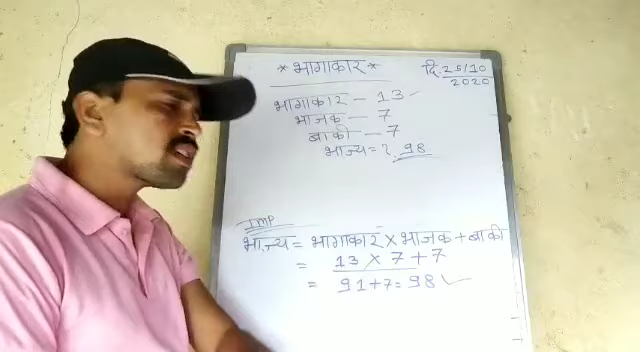 * भागाकार *
दि. 25/10
2020
भागाकार — 13
भाजक — 7
बाकी — 7
भाज्य = ? 98
IMP
भाज्य = भागाकार × भाजक + बाकी
= 13 × 7 + 7
= 91 + 7 = 98 ✓